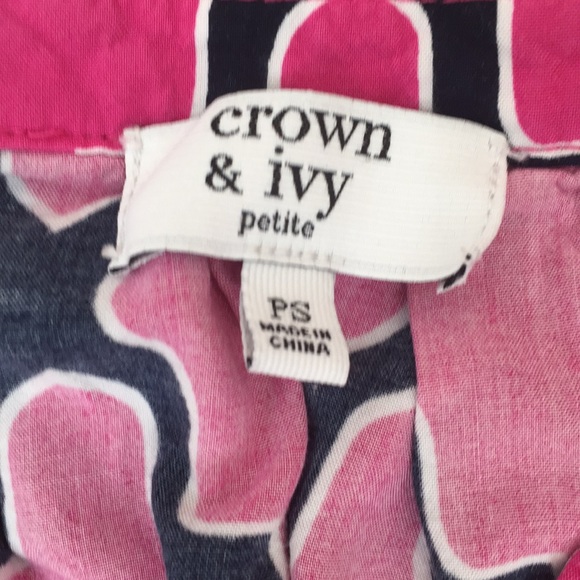 crown
& ivy
petite
PS
MADE IN
CHINA